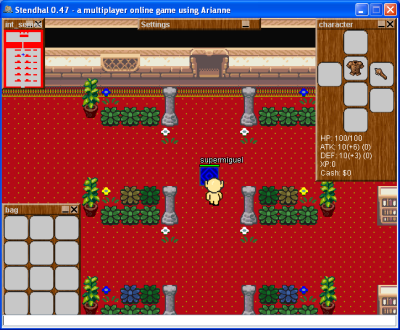 Stendhal 0.47 - a multiplayer online game using Arianne
int_semos
Settings
character
HP: 100/100
ATK: 10(+6) (0)
DEF: 10(+3) (0)
XP:0
Cash: $0
supermiguel
bag